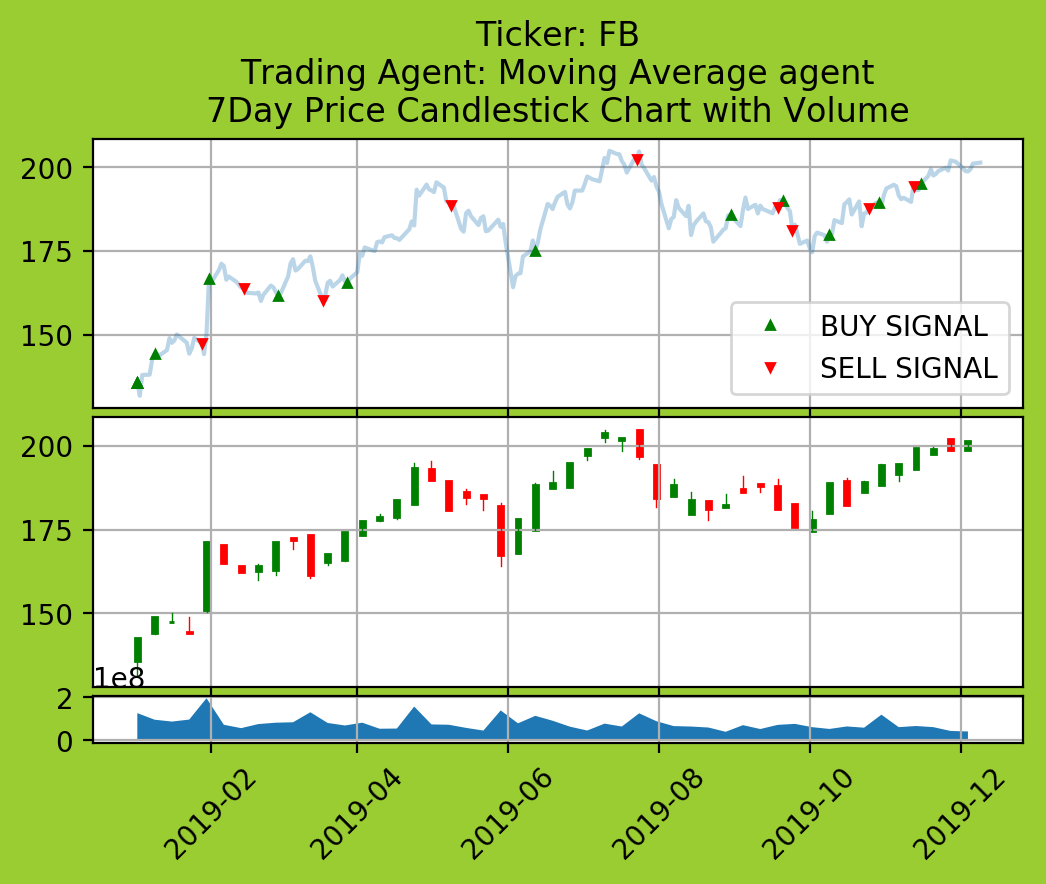 Ticker: FB
Trading Agent: Moving Average agent
7Day Price Candlestick Chart with Volume
200
175
150
BUY SIGNAL
SELL SIGNAL
200
175
150
1e8
2
0
2019-02
2019-04
2019-06
2019-08
2019-10
2019-12